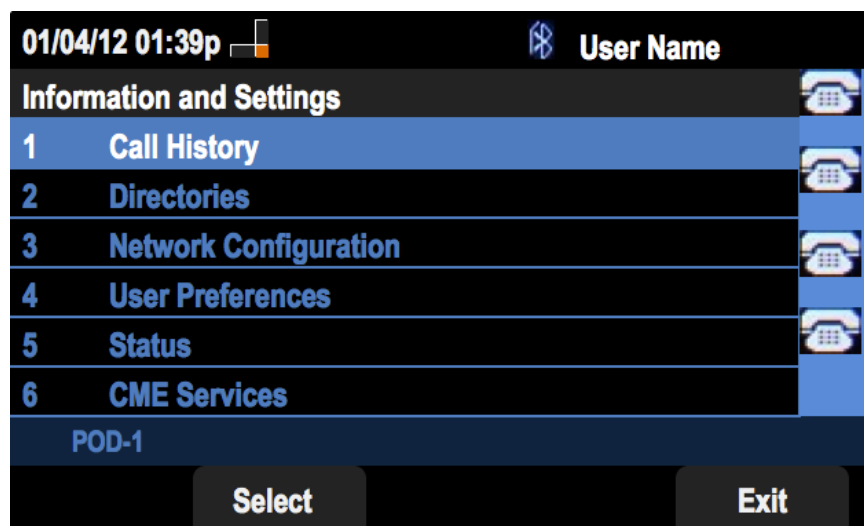 01/04/12 01:39p User Name
Information and Settings
1 Call History
2 Directories
3 Network Configuration
4 User Preferences
5 Status
6 CME Services
POD-1
Select Exit